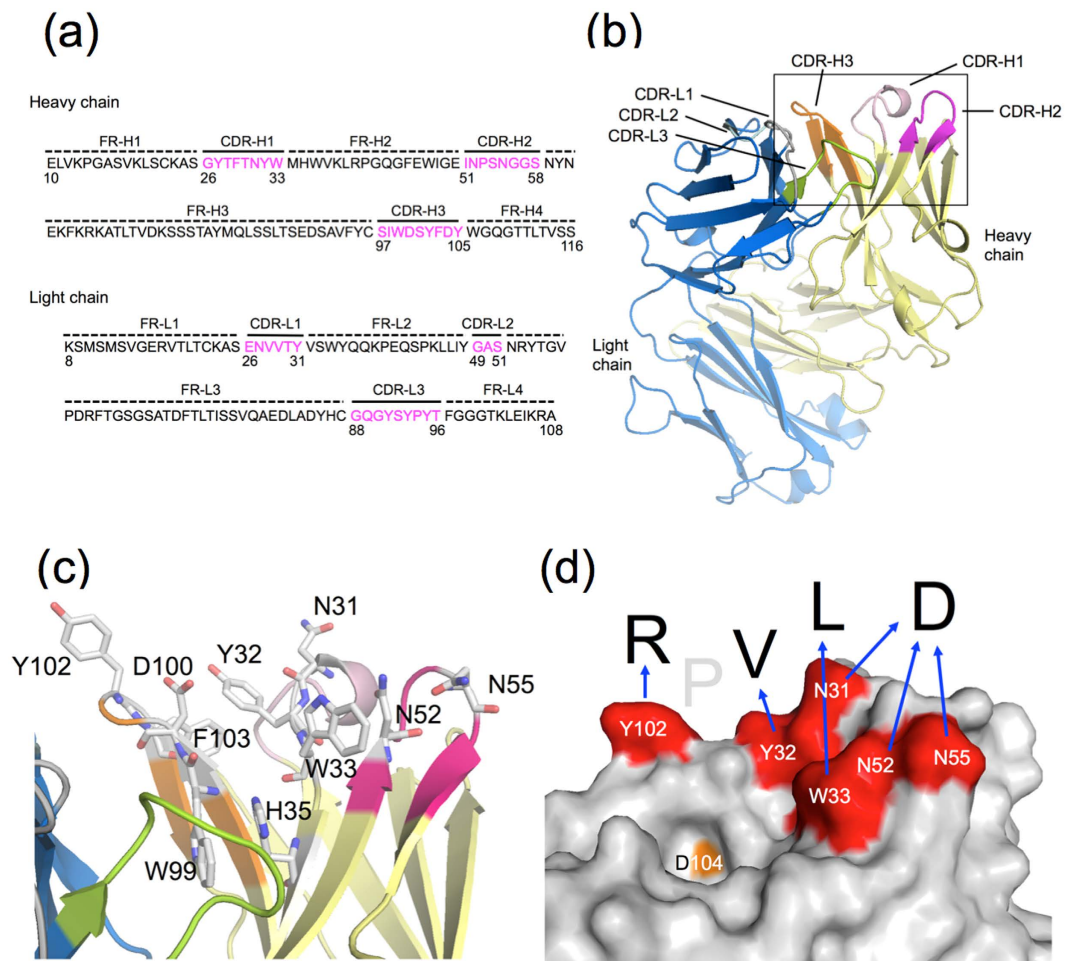 (a)
Heavy chain
FR-H1 CDR-H1 FR-H2 CDR-H2
ELVKPGASVKLSCKAS GYTFTNYW MHWVKLRPGQGFEWIGE INPSNGGS NYN
10 26 33 51 58
FR-H3 CDR-H3 FR-H4
EKFKRKATLTVDKSSSTAYMQLSSLTSEDSAVFYC SIWDSYFDY WGQGTTLTVSS
97 105 116
Light chain
FR-L1 CDR-L1 FR-L2 CDR-L2
KSMSMSVGERVTLTCKAS ENVVTY VSWYQQKPEQSPKLLIY GAS NRYTGV
8 26 31 49 51
FR-L3 CDR-L3 FR-L4
PDRFTGSGSATDFTLTISSVQAEDLADYHC GQGYSYPYT FGGGTKLEIKRA
88 96 108
(b)
CDR-H3
CDR-H1
CDR-L1
CDR-L2
CDR-L3
CDR-H2
Heavy
chain
Light
chain
(c)
N31
Y102
D100
Y32
N55
N52
F103
W33
H35
W99
(d)
R P V L D
N31
Y102
Y32
N52
N55
W33
D104